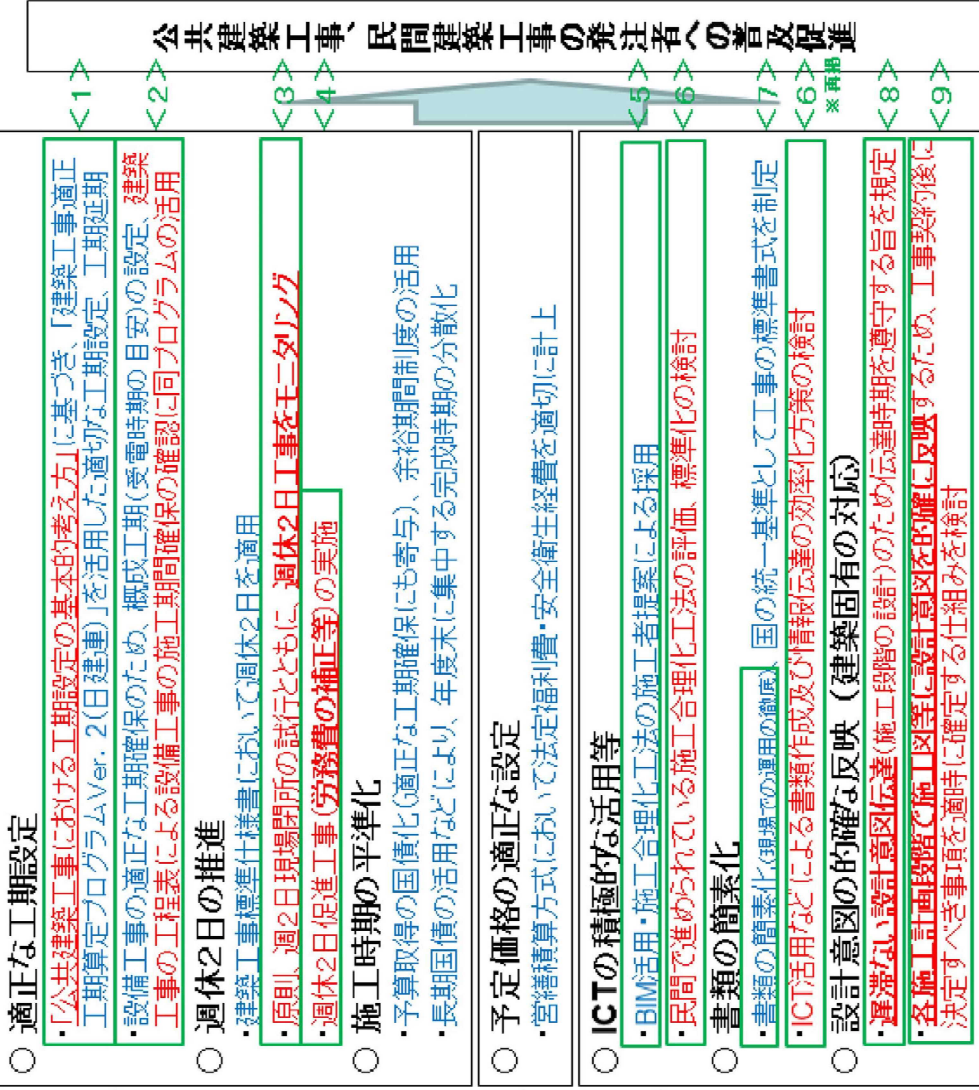 ○ 適正な工期設定
・「公共建築工事における工期設定の基本的考え方」に基づき、「建築工事適正
工期算定プログラムVer. 2(日建連)」を活用した適切な工期設定、工期延期
<1>
・設備工事の適正な工期確保のため、概成工期(受電時期の目安)の設定、建築
工事の工程表による設備工事の施工期間確保の確認に同プログラムの活用
<2>
○ 週休2日の推進
・建築工事標準仕様書において週休2日を適用
・原則、週2日現場閉所の試行とともに、週休2日工事をモニタリング
<3>
・週休2日促進工事(労務費の補正等)の実施
<4>
○ 施工時期の平準化
・予算取得の国債化(適正な工期確保にも寄与)、余裕期間制度の活用
・長期国債の活用などにより、年度末に集中する完成時期の分散化
○ 予定価格の適正な設定
・営繕積算方式において法定福利費・安全衛生経費を適切に計上
○ ICTの積極的な活用等
・BIM活用・施工合理化工法の施工者提案による採用
<5>
・民間で進められている施工合理化工法の評価、標準化の検討
<6>
○ 書類の簡素化
・書類の簡素化(現場での運用の徹底)、国の統一基準として工事の標準書式を制定
<7>
・ICT活用などによる書類作成及び情報伝達の効率化方策の検討
<6>
※再掲
○ 設計意図の的確な反映(建築固有の対応)
・遅滞ない設計意図伝達(施工段階の設計)のため伝達時期を遵守する旨を規定
<8>
・各施工計画段階で施工図等に設計意図を的確に反映するため、工事契約後に
決定すべき事項を適時に確定する仕組みを検討
<9>
公共建築工事、民間建築工事の発注者への普及促進